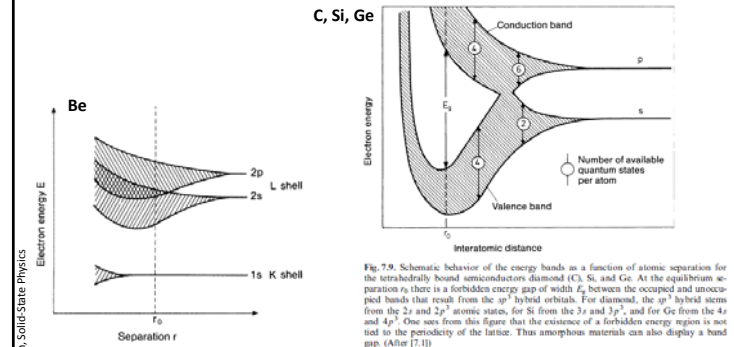 C, Si, Ge
Conduction band
4
6
p
Eg
s
2
4
Number of available
quantum states
per atom
Valence band
Electron energy
r0
Interatomic distance
Be
2p
L shell
2s
1s K shell
Electron energy E
r0
Separation r
, Solid-State Physics
Fig. 7.9. Schematic behavior of the energy bands as a function of atomic separation for
the tetrahedrally bound semiconductors diamond (C), Si, and Ge. At the equilibrium se-
paration r0 there is a forbidden energy gap of width Eg between the occupied and unoccu-
pied bands that result from the sp3 hybrid orbitals. For diamond, the sp3 hybrid stems
from the 2s and 2p3 atomic states, for Si from the 3s and 3p3, and for Ge from the 4s
and 4p3. One sees from this figure that the existence of a forbidden energy region is not
tied to the periodicity of the lattice. Thus amorphous materials can also display a band
gap. (After [7.1])